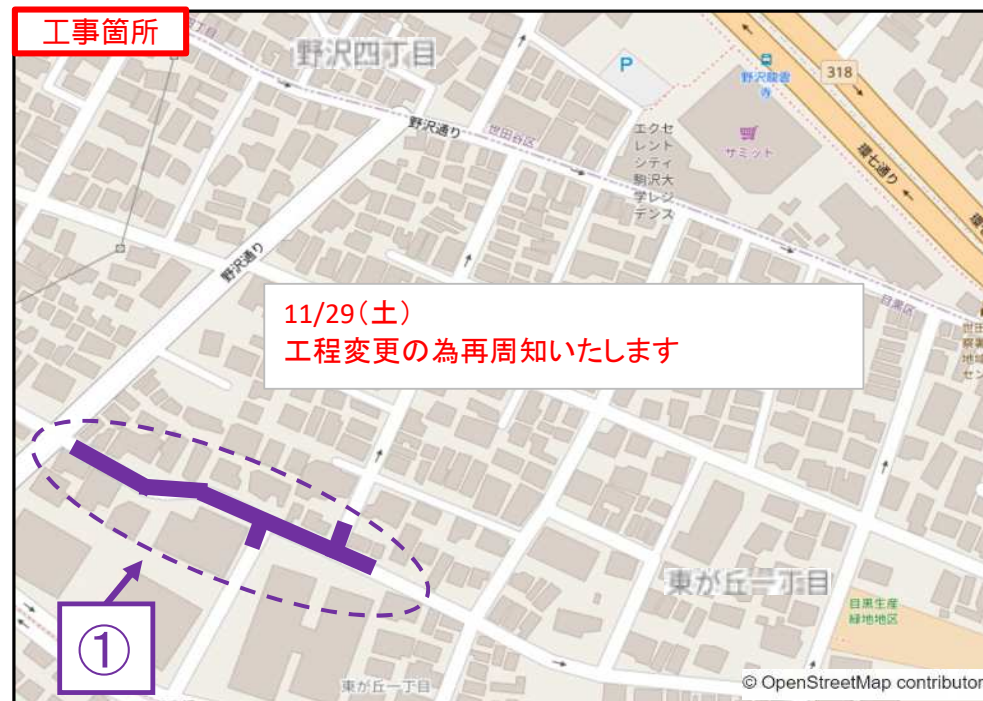 工事箇所
野沢四丁目
P
野沢龍雲
寺
318
野沢通り
世田谷区
エクセ
レント
シティ
駒沢大
学レジ
デンス
サミット
環七通り
野沢通り
11/29(土)
工程変更の為再周知いたします
目黒区
東が丘一丁目
目黒生産
緑地地区
①
東が丘一丁目
© OpenStreetMap contributor